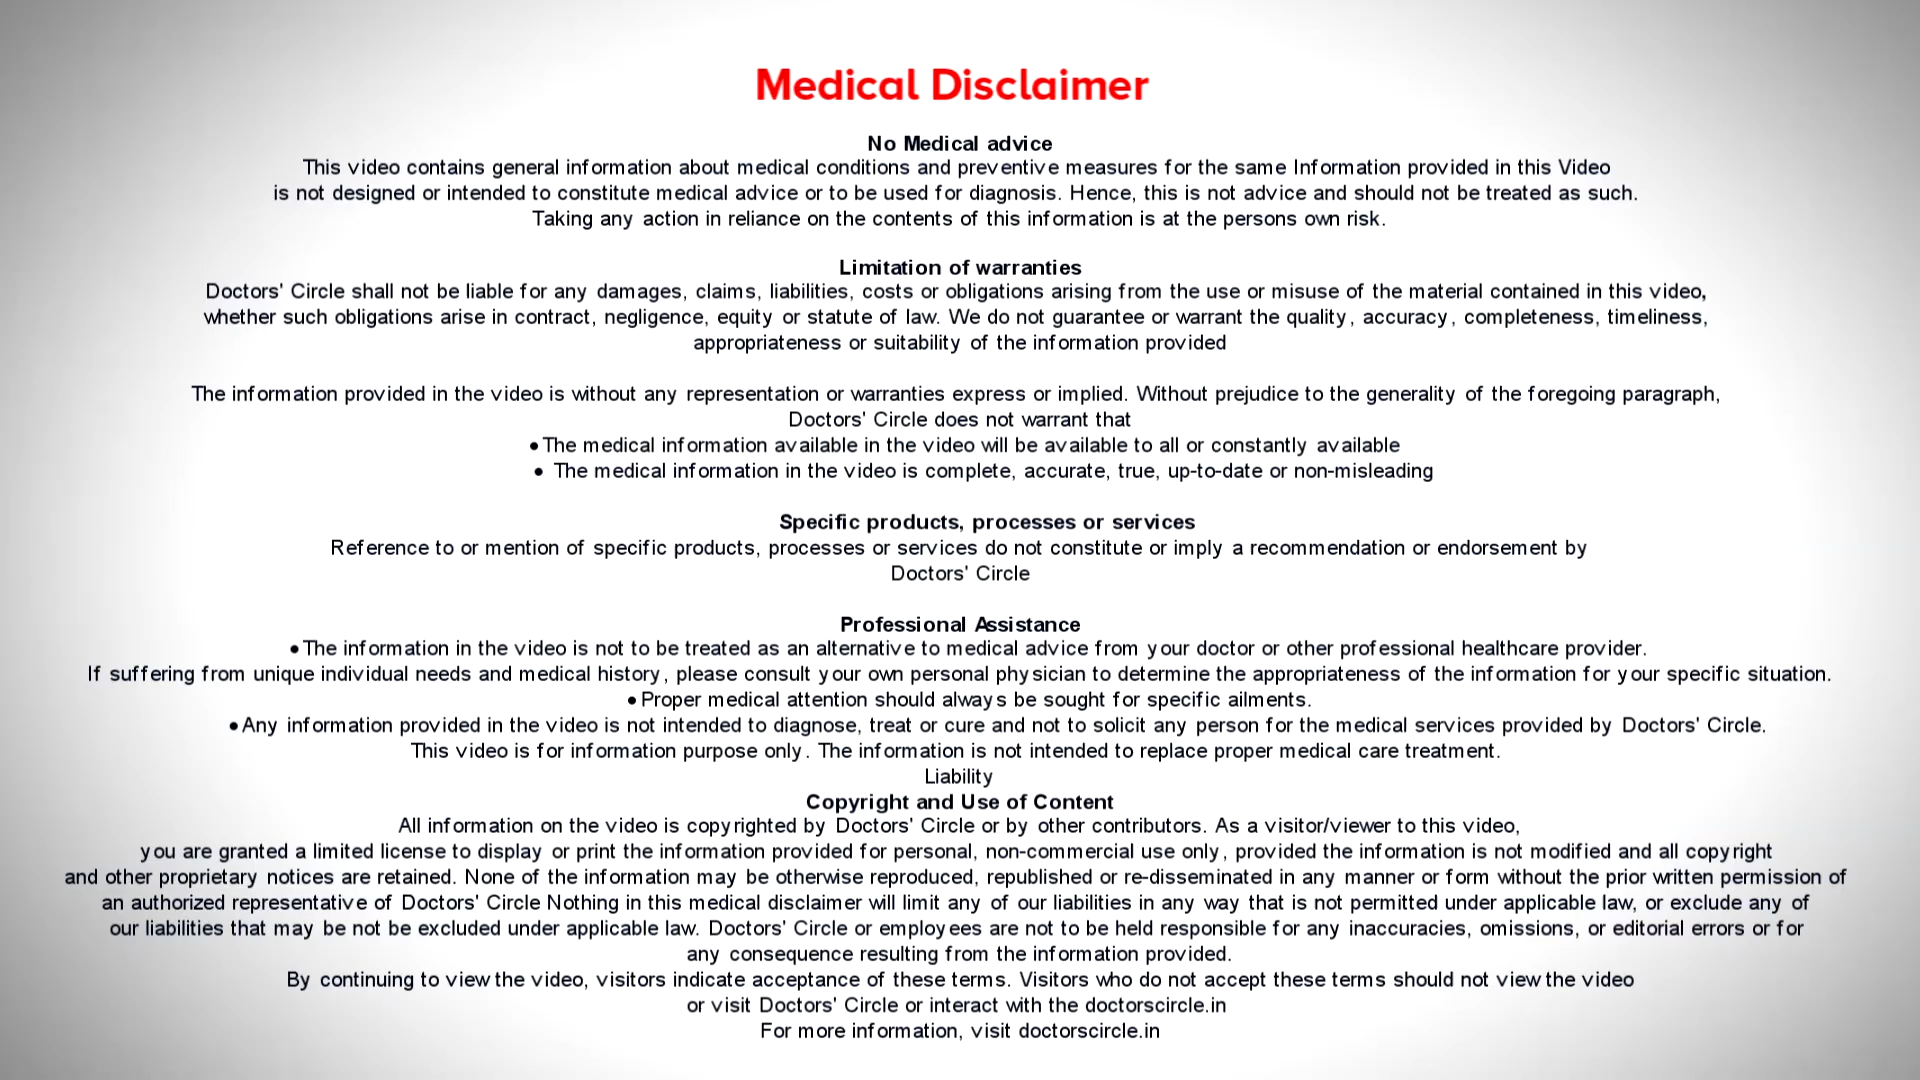 Medical Disclaimer
No Medical advice
This video contains general information about medical conditions and preventive measures for the same Information provided in this Video
is not designed or intended to constitute medical advice or to be used for diagnosis. Hence, this is not advice and should not be treated as such.
Taking any action in reliance on the contents of this information is at the persons own risk.
Limitation of warranties
Doctors' Circle shall not be liable for any damages, claims, liabilities, costs or obligations arising from the use or misuse of the material contained in this video,
whether such obligations arise in contract, negligence, equity or statute of law. We do not guarantee or warrant the quality, accuracy, completeness, timeliness,
appropriateness or suitability of the information provided
The information provided in the video is without any representation or warranties express or implied. Without prejudice to the generality of the foregoing paragraph,
Doctors' Circle does not warrant that
• The medical information available in the video will be available to all or constantly available
• The medical information in the video is complete, accurate, true, up-to-date or non-misleading
Specific products, processes or services
Reference to or mention of specific products, processes or services do not constitute or imply a recommendation or endorsement by
Doctors' Circle
Professional Assistance
• The information in the video is not to be treated as an alternative to medical advice from your doctor or other professional healthcare provider.
If suffering from unique individual needs and medical history, please consult your own personal physician to determine the appropriateness of the information for your specific situation.
• Proper medical attention should always be sought for specific ailments.
• Any information provided in the video is not intended to diagnose, treat or cure and not to solicit any person for the medical services provided by Doctors' Circle.
This video is for information purpose only. The information is not intended to replace proper medical care treatment.
Liability
Copyright and Use of Content
All information on the video is copyrighted by Doctors' Circle or by other contributors. As a visitor/viewer to this video,
you are granted a limited license to display or print the information provided for personal, non-commercial use only, provided the information is not modified and all copyright
and other proprietary notices are retained. None of the information may be otherwise reproduced, republished or re-disseminated in any manner or form without the prior written permission of
an authorized representative of Doctors' Circle Nothing in this medical disclaimer will limit any of our liabilities in any way that is not permitted under applicable law, or exclude any of
our liabilities that may be not be excluded under applicable law. Doctors' Circle or employees are not to be held responsible for any inaccuracies, omissions, or editorial errors or for
any consequence resulting from the information provided.
By continuing to view the video, visitors indicate acceptance of these terms. Visitors who do not accept these terms should not view the video
or visit Doctors' Circle or interact with the doctorscircle.in
For more information, visit doctorscircle.in